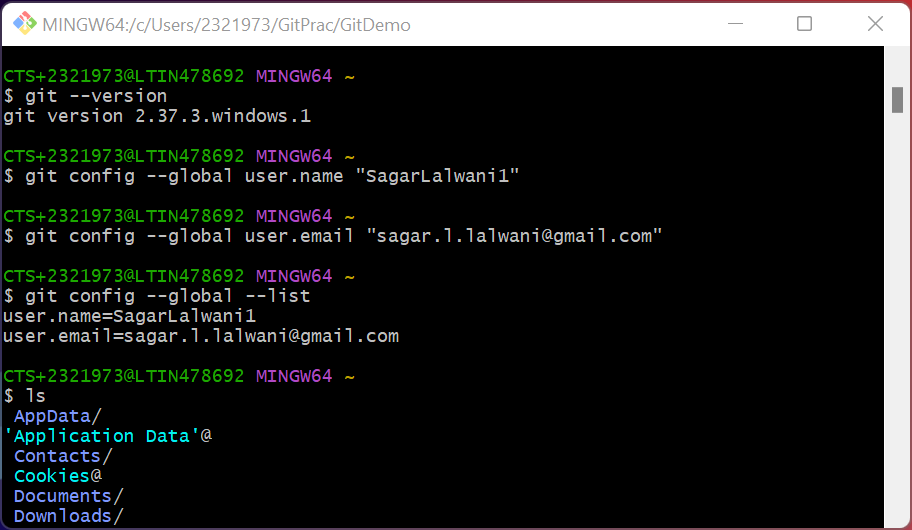 MINGW64:/c/Users/2321973/GitPrac/GitDemo
CTS+2321973@LTIN478692 MINGW64 ~
$ git --version
git version 2.37.3.windows.1
CTS+2321973@LTIN478692 MINGW64 ~
$ git config --global user.name "SagarLalwani1"
CTS+2321973@LTIN478692 MINGW64 ~
$ git config --global user.email "sagar.l.lalwani@gmail.com"
CTS+2321973@LTIN478692 MINGW64 ~
$ git config --global --list
user.name=SagarLalwani1
user.email=sagar.l.lalwani@gmail.com
CTS+2321973@LTIN478692 MINGW64 ~
$ ls
AppData/
'Application Data'@
Contacts/
Cookies@
Documents/
Downloads/